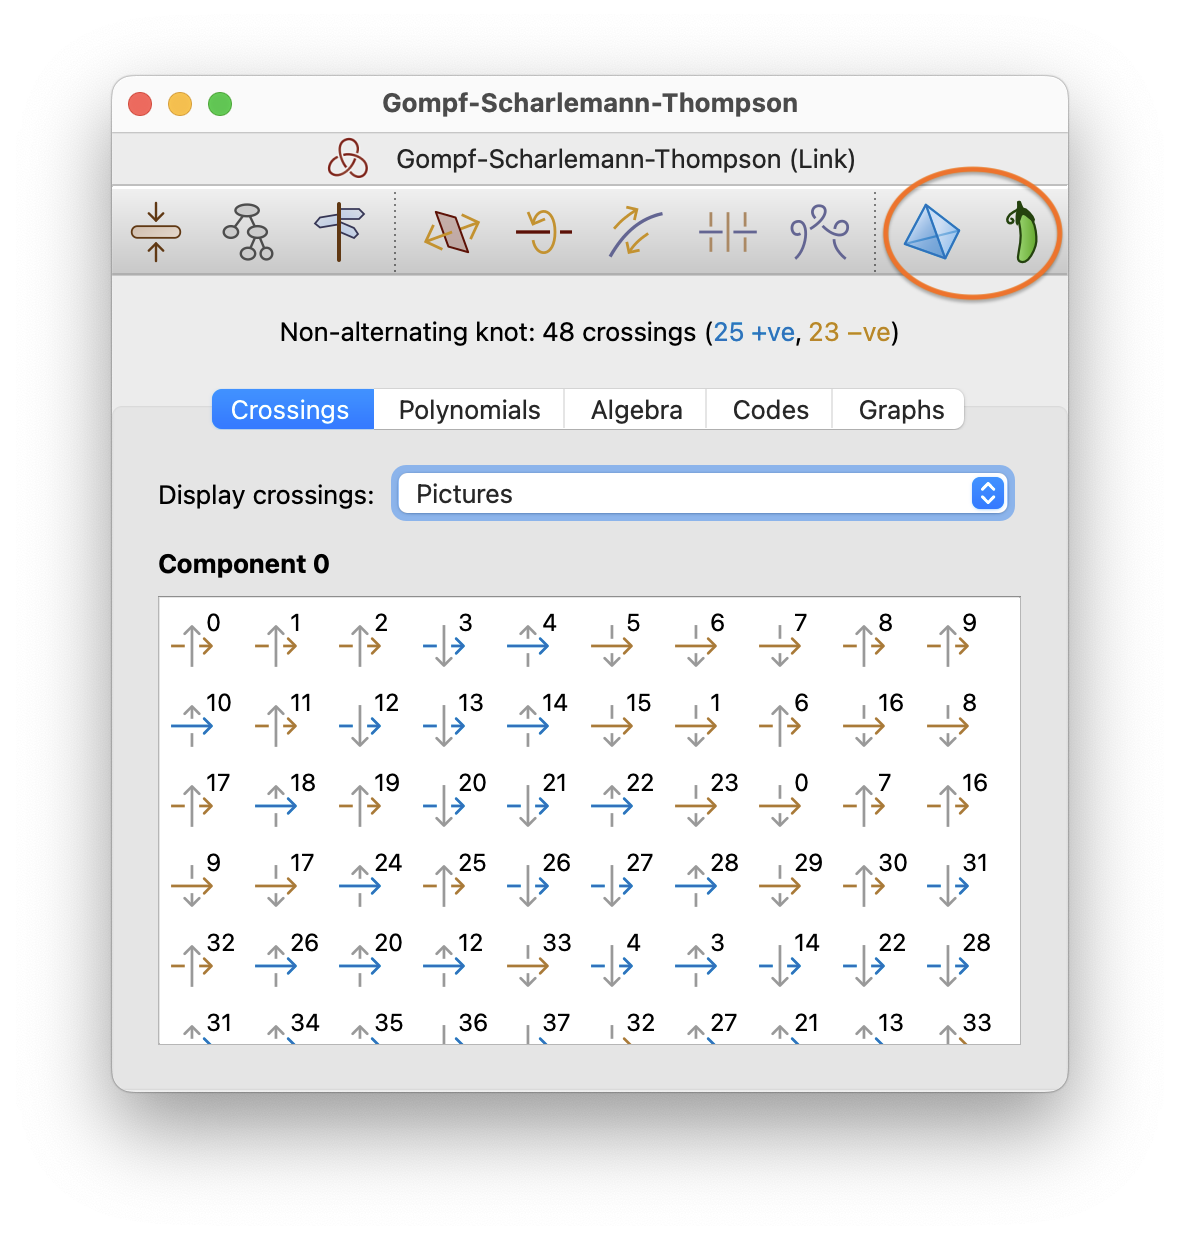 Gompf-Scharlemann-Thompson
Gompf-Scharlemann-Thompson (Link)
Non-alternating knot: 48 crossings (25 +ve, 23 −ve)
Crossings Polynomials Algebra Codes Graphs
Display crossings: Pictures
Component 0
0 1 2 3 4 5 6 7 8 9
10 11 12 13 14 15 1 6 16 8
17 18 19 20 21 22 23 0 7 16
9 17 24 25 26 27 28 29 30 31
32 26 20 12 33 4 3 14 22 28
31 34 35 36 37 32 27 21 13 33